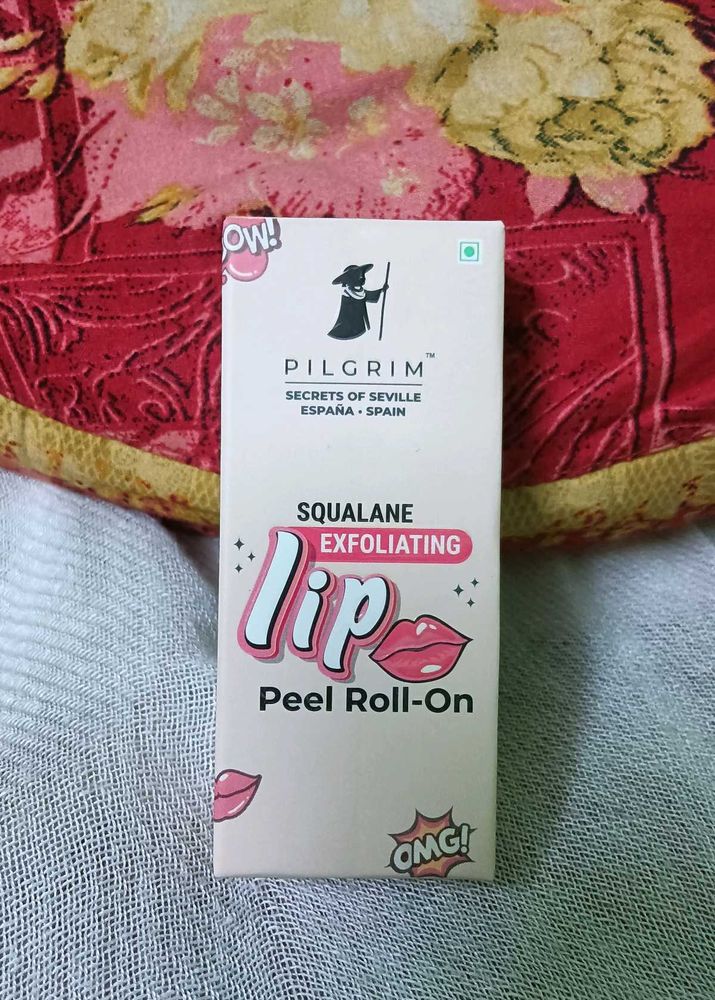 OW!
PILGRIM™
SECRETS OF SEVILLE
ESPAÑA • SPAIN
SQUALANE
EXFOLIATING
lip
Peel Roll-On
OMG!